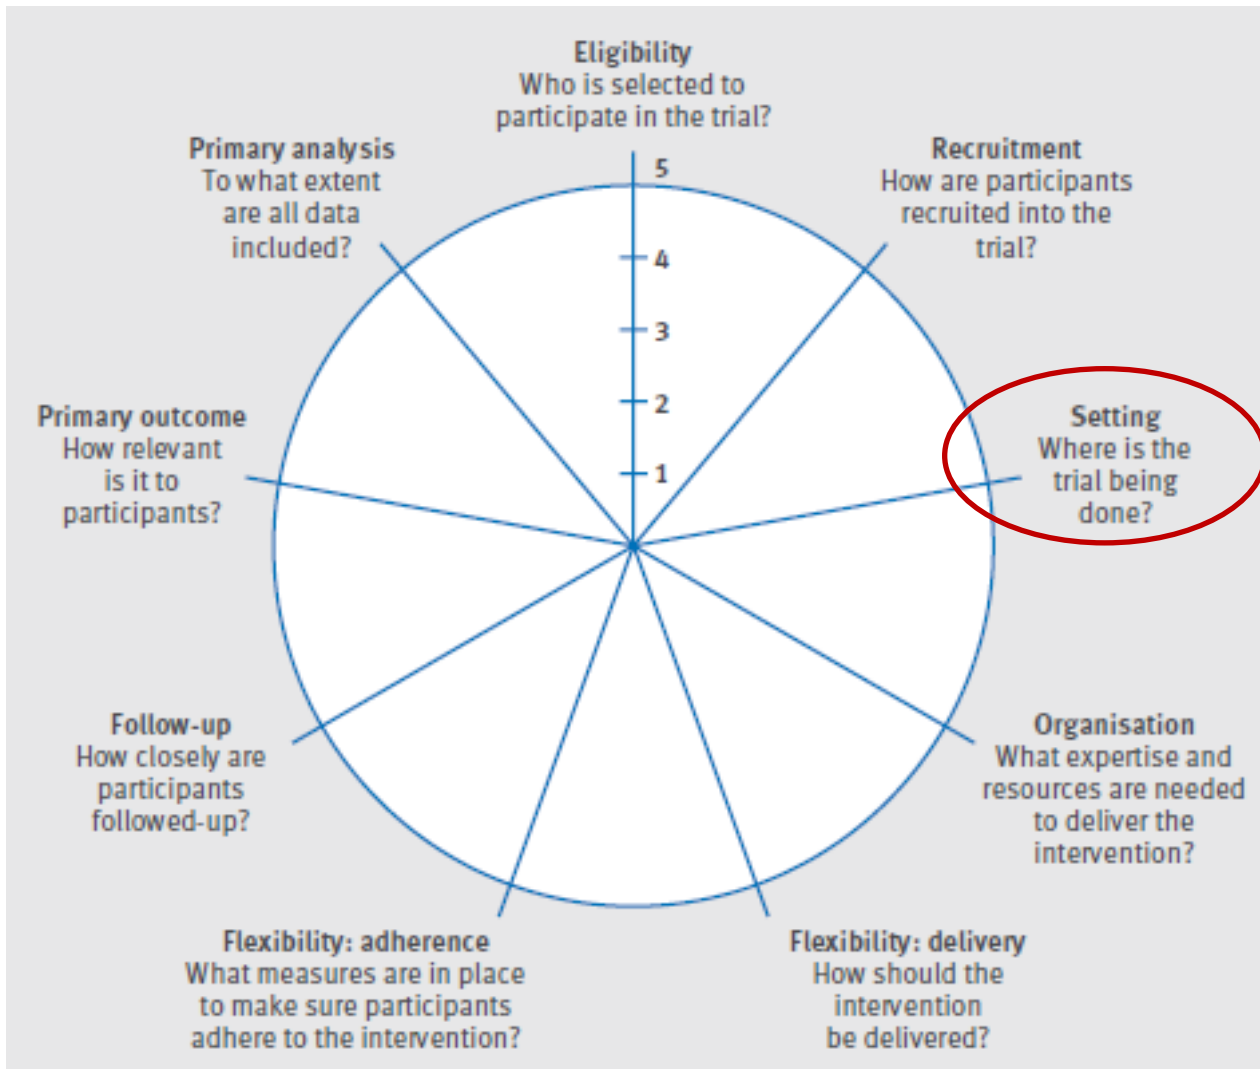 Eligibility
Who is selected to
participate in the trial?
Primary analysis
To what extent
are all data
included?
Recruitment
How are participants
recruited into the
trial?
5
4
3
2
1
Primary outcome
How relevant
is it to
participants?
Setting
Where is the
trial being
done?
Follow-up
How closely are
participants
followed-up?
Organisation
What expertise and
resources are needed
to deliver the
intervention?
Flexibility: adherence
What measures are in place
to make sure participants
adhere to the intervention?
Flexibility: delivery
How should the
intervention
be delivered?